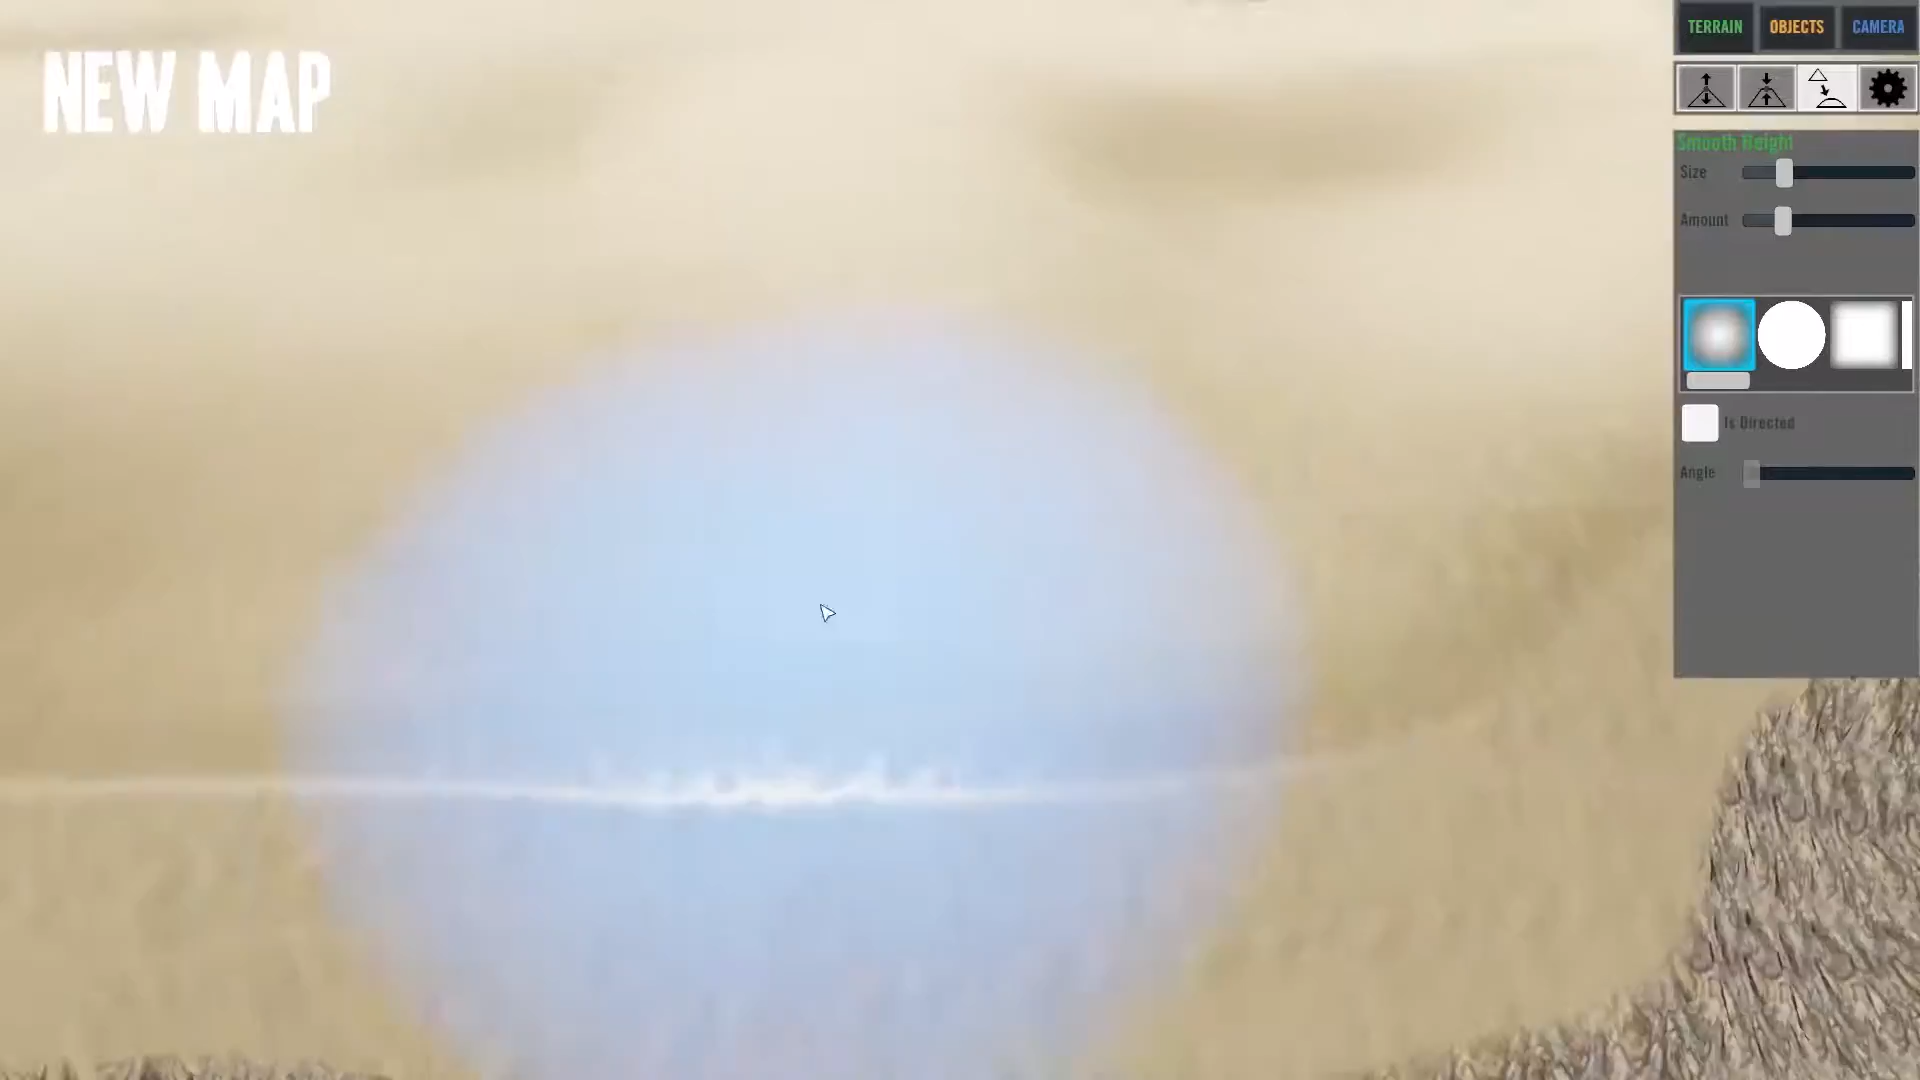 NEW MAP
TERRAIN OBJECTS CAMERA
Smooth Height
Size
Amount
Is Directed
Angle